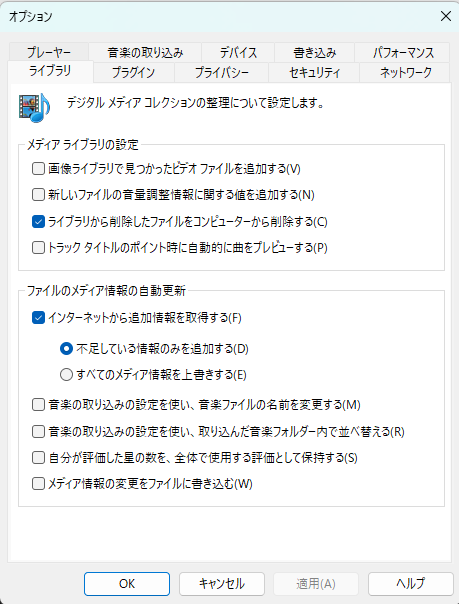 オプション
プレーヤー 音楽の取り込み デバイス 書き込み パフォーマンス
ライブラリ プラグイン プライバシー セキュリティ ネットワーク
デジタル メディア コレクションの整理について設定します。
メディア ライブラリの設定
画像ライブラリで見つかったビデオ ファイルを追加する(V)
新しいファイルの音量調整情報に関する値を追加する(N)
ライブラリから削除したファイルをコンピューターから削除する(C)
トラック タイトルのポイント時に自動的に曲をプレビューする(P)
ファイルのメディア情報の自動更新
インターネットから追加情報を取得する(F)
不足している情報のみを追加する(D)
すべてのメディア情報を上書きする(E)
音楽の取り込みの設定を使い、音楽ファイルの名前を変更する(M)
音楽の取り込みの設定を使い、取り込んだ音楽フォルダー内で並べ替える(R)
自分が評価した星の数を、全体で使用する評価として保持する(S)
メディア情報の変更をファイルに書き込む(W)
OK キャンセル 適用(A) ヘルプ